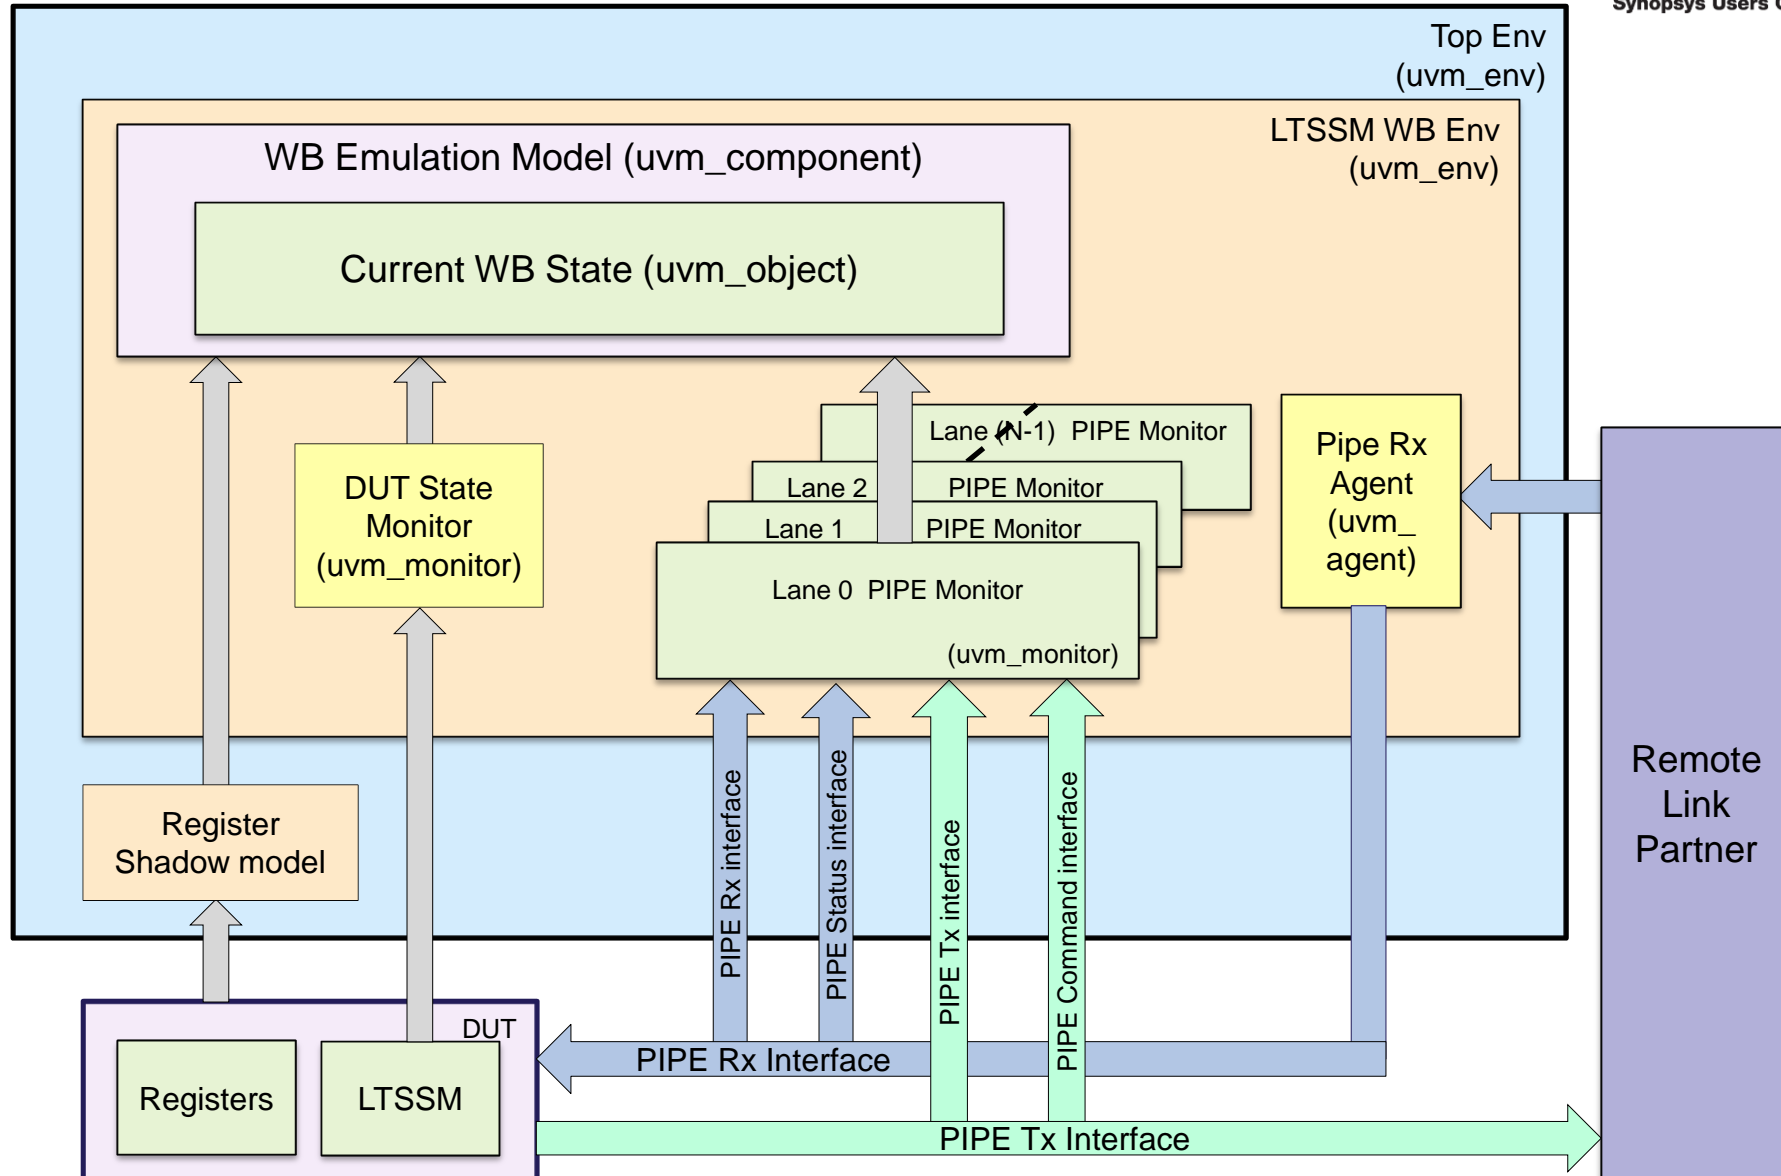 Synopsys Users
Top Env
(uvm_env)
LTSSM WB Env
(uvm_env)
WB Emulation Model (uvm_component)
Current WB State (uvm_object)
Lane (N-1) PIPE Monitor
Lane 2 PIPE Monitor
Lane 1 PIPE Monitor
Lane 0 PIPE Monitor
(uvm_monitor)
DUT State
Monitor
(uvm_monitor)
Pipe Rx
Agent
(uvm_
agent)
Remote
Link
Partner
Register
Shadow model
PIPE Rx interface
PIPE Status interface
PIPE Tx interface
PIPE Command interface
DUT
Registers
LTSSM
PIPE Rx Interface
PIPE Tx Interface